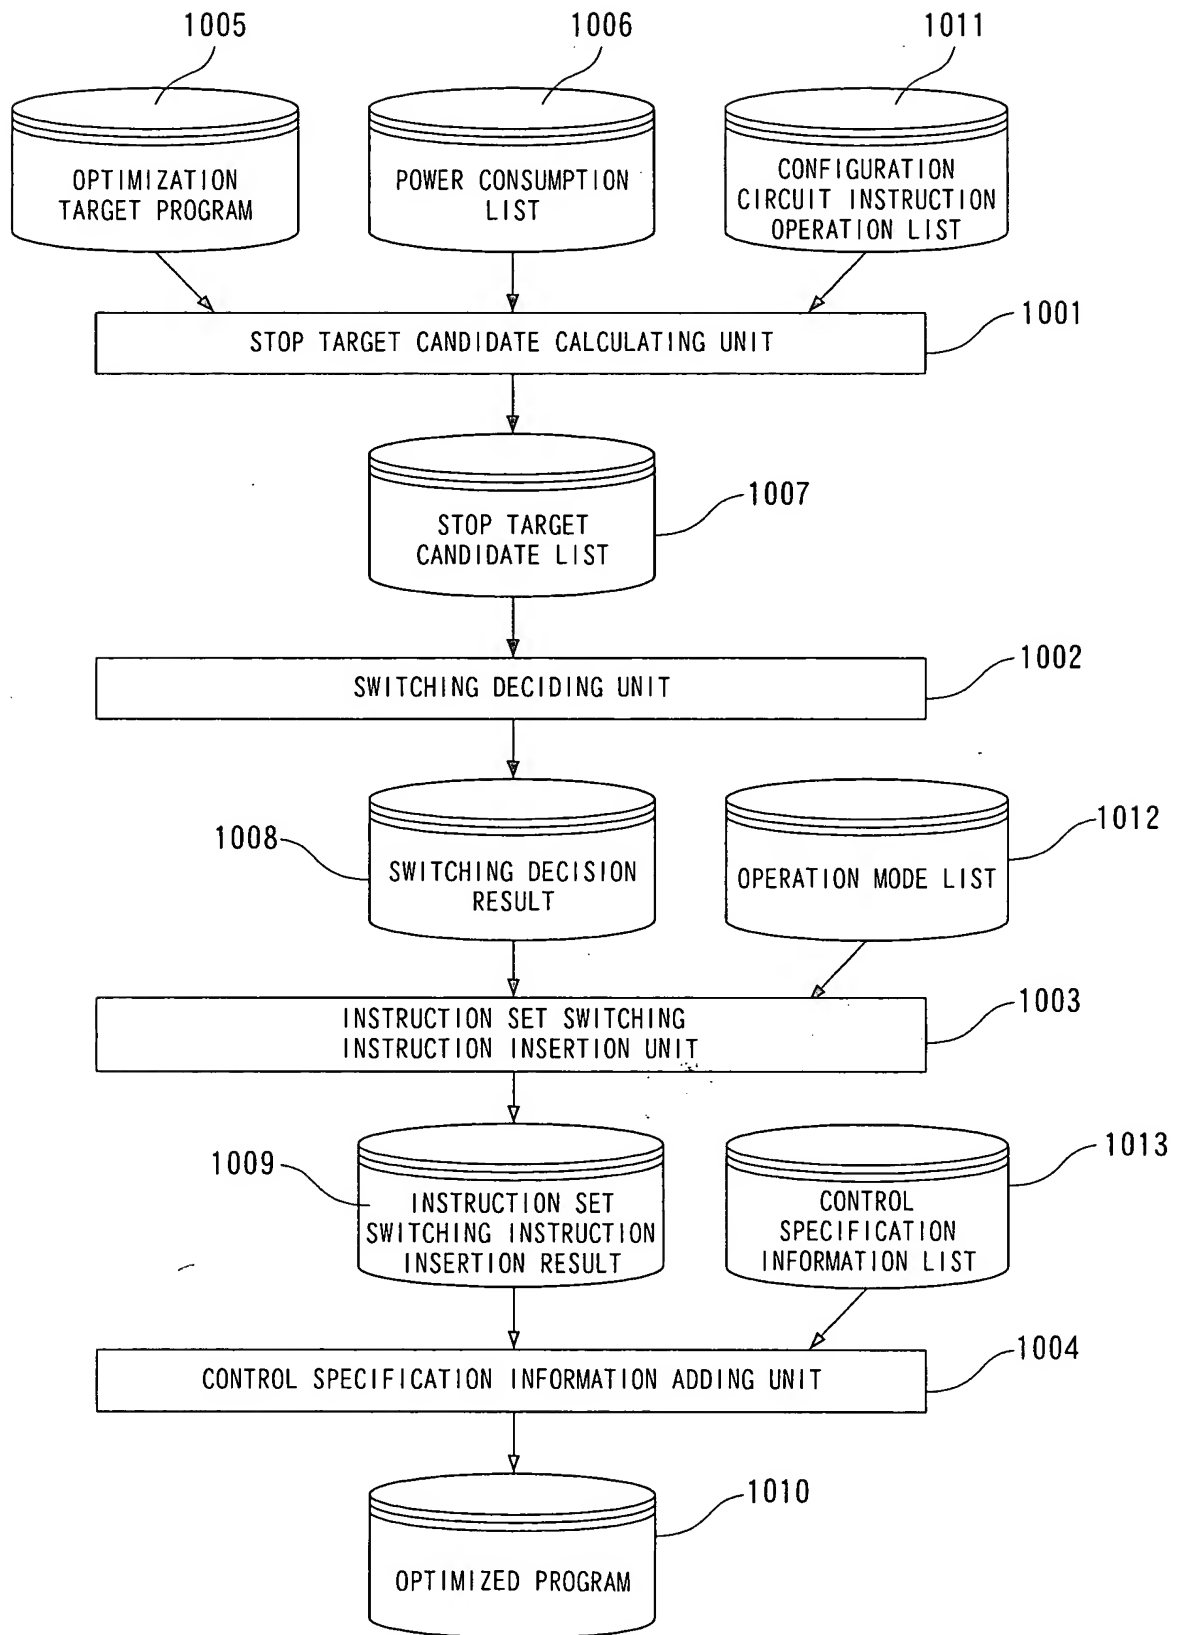 1005
1006
1011
OPTIMIZATION
TARGET PROGRAM
POWER CONSUMPTION
LIST
CONFIGURATION
CIRCUIT INSTRUCTION
OPERATION LIST
1001
STOP TARGET CANDIDATE CALCULATING UNIT
1007
STOP TARGET
CANDIDATE LIST
1002
SWITCHING DECIDING UNIT
1008
1012
SWITCHING DECISION
RESULT
OPERATION MODE LIST
1003
INSTRUCTION SET SWITCHING
INSTRUCTION INSERTION UNIT
1009
1013
INSTRUCTION SET
SWITCHING INSTRUCTION
INSERTION RESULT
CONTROL
SPECIFICATION
INFORMATION LIST
1004
CONTROL SPECIFICATION INFORMATION ADDING UNIT
1010
OPTIMIZED PROGRAM